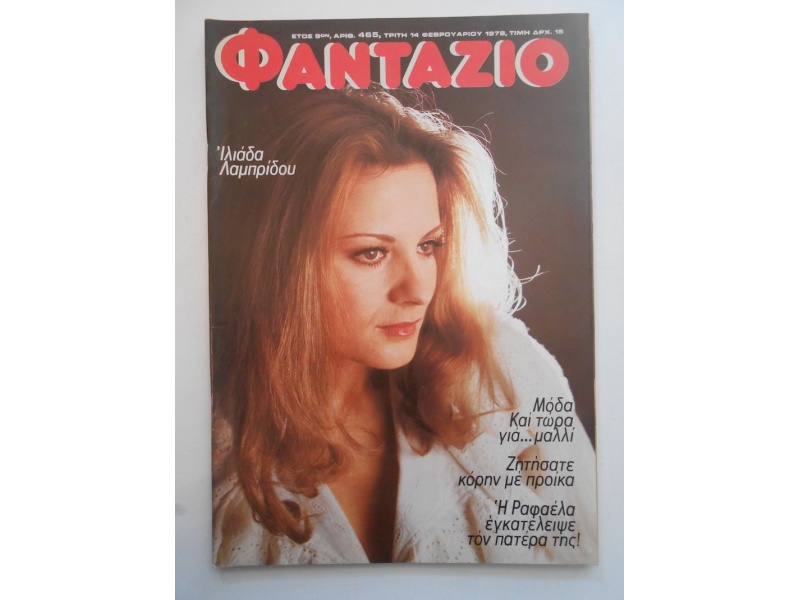 ΕΤΟΣ 9ον, ΑΡΙΘ. 465, ΤΡΙΤΗ 14 ΦΕΒΡΟΥΑΡΙΟΥ 1978, ΤΙΜΗ ΔΡΧ. 15
ΦΑΝΤΑΖΙΟ
Ἰλιάδα
Λαμπρίδου
Μόδα
Καί τώρα
γιά...μαλλί
Ζητήσατε
κόρην μέ προίκα
Ἡ Ραφαέλα
ἐγκατέλειψε
τόν πατέρα της!